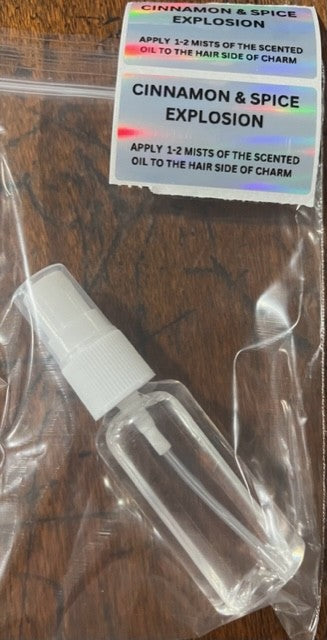 CINNAMON & SPICE
EXPLOSION
APPLY 1-2 MISTS OF THE SCENTED
OIL TO THE HAIR SIDE OF CHARM
CINNAMON & SPICE
EXPLOSION
APPLY 1-2 MISTS OF THE SCENTED
OIL TO THE HAIR SIDE OF CHARM